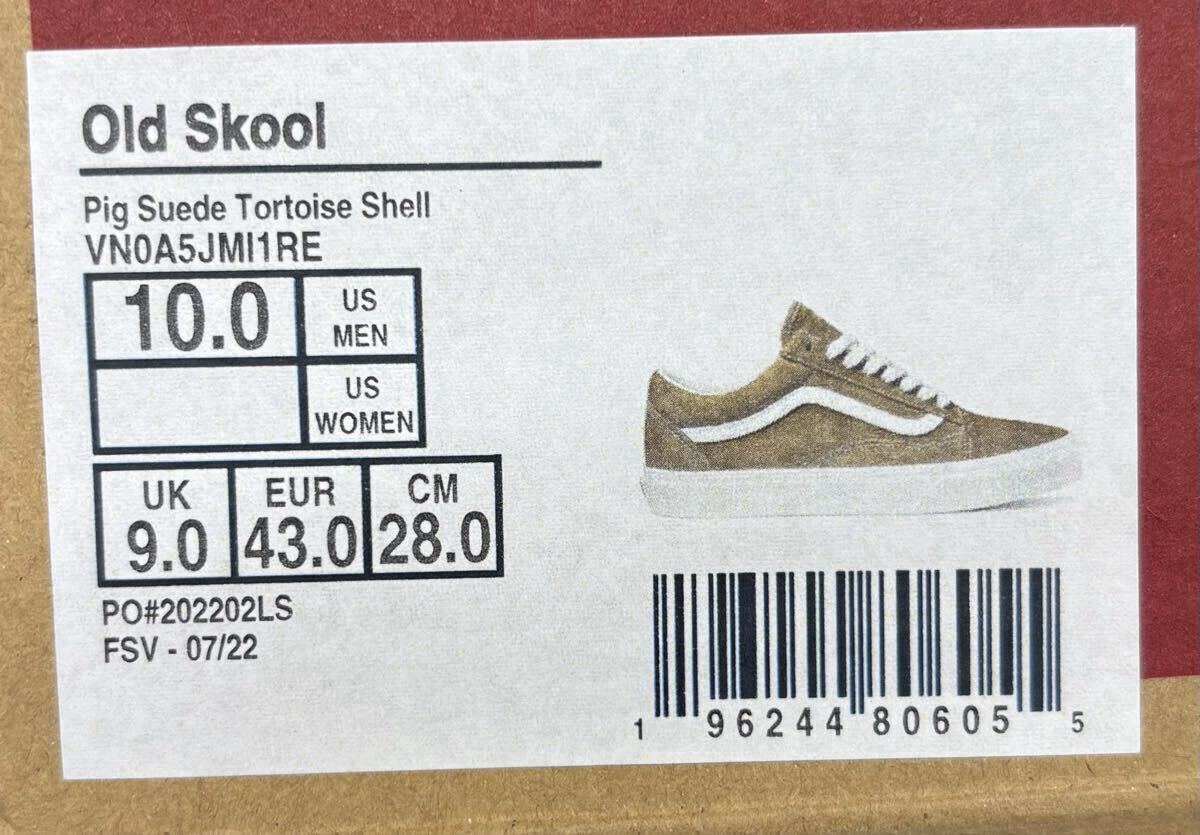 Old Skool
Pig Suede Tortoise Shell
VN0A5JMI1RE
10.0 US MEN
US WOMEN
UK EUR CM
9.0 43.0 28.0
PO#202202LS
FSV - 07/22
1 96244 80605 5